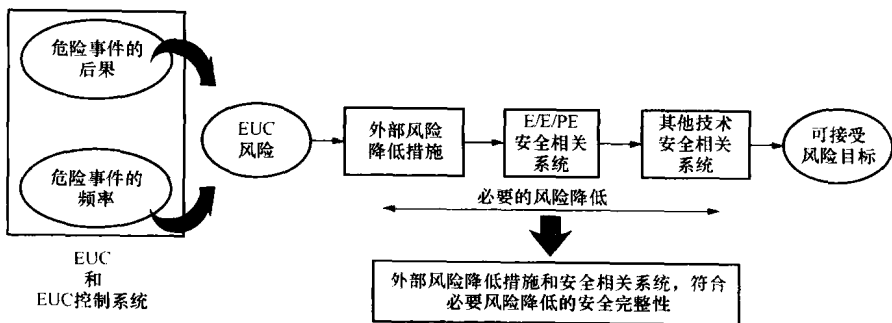 危险事件的
后果
危险事件的
频率
EUC
和
EUC控制系统
EUC
风险
外部风险
降低措施
E/E/PE
安全相关
系统
其他技术
安全相关
系统
可接受
风险目标
必要的风险降低
外部风险降低措施和安全相关系统，符合
必要风险降低的安全完整性